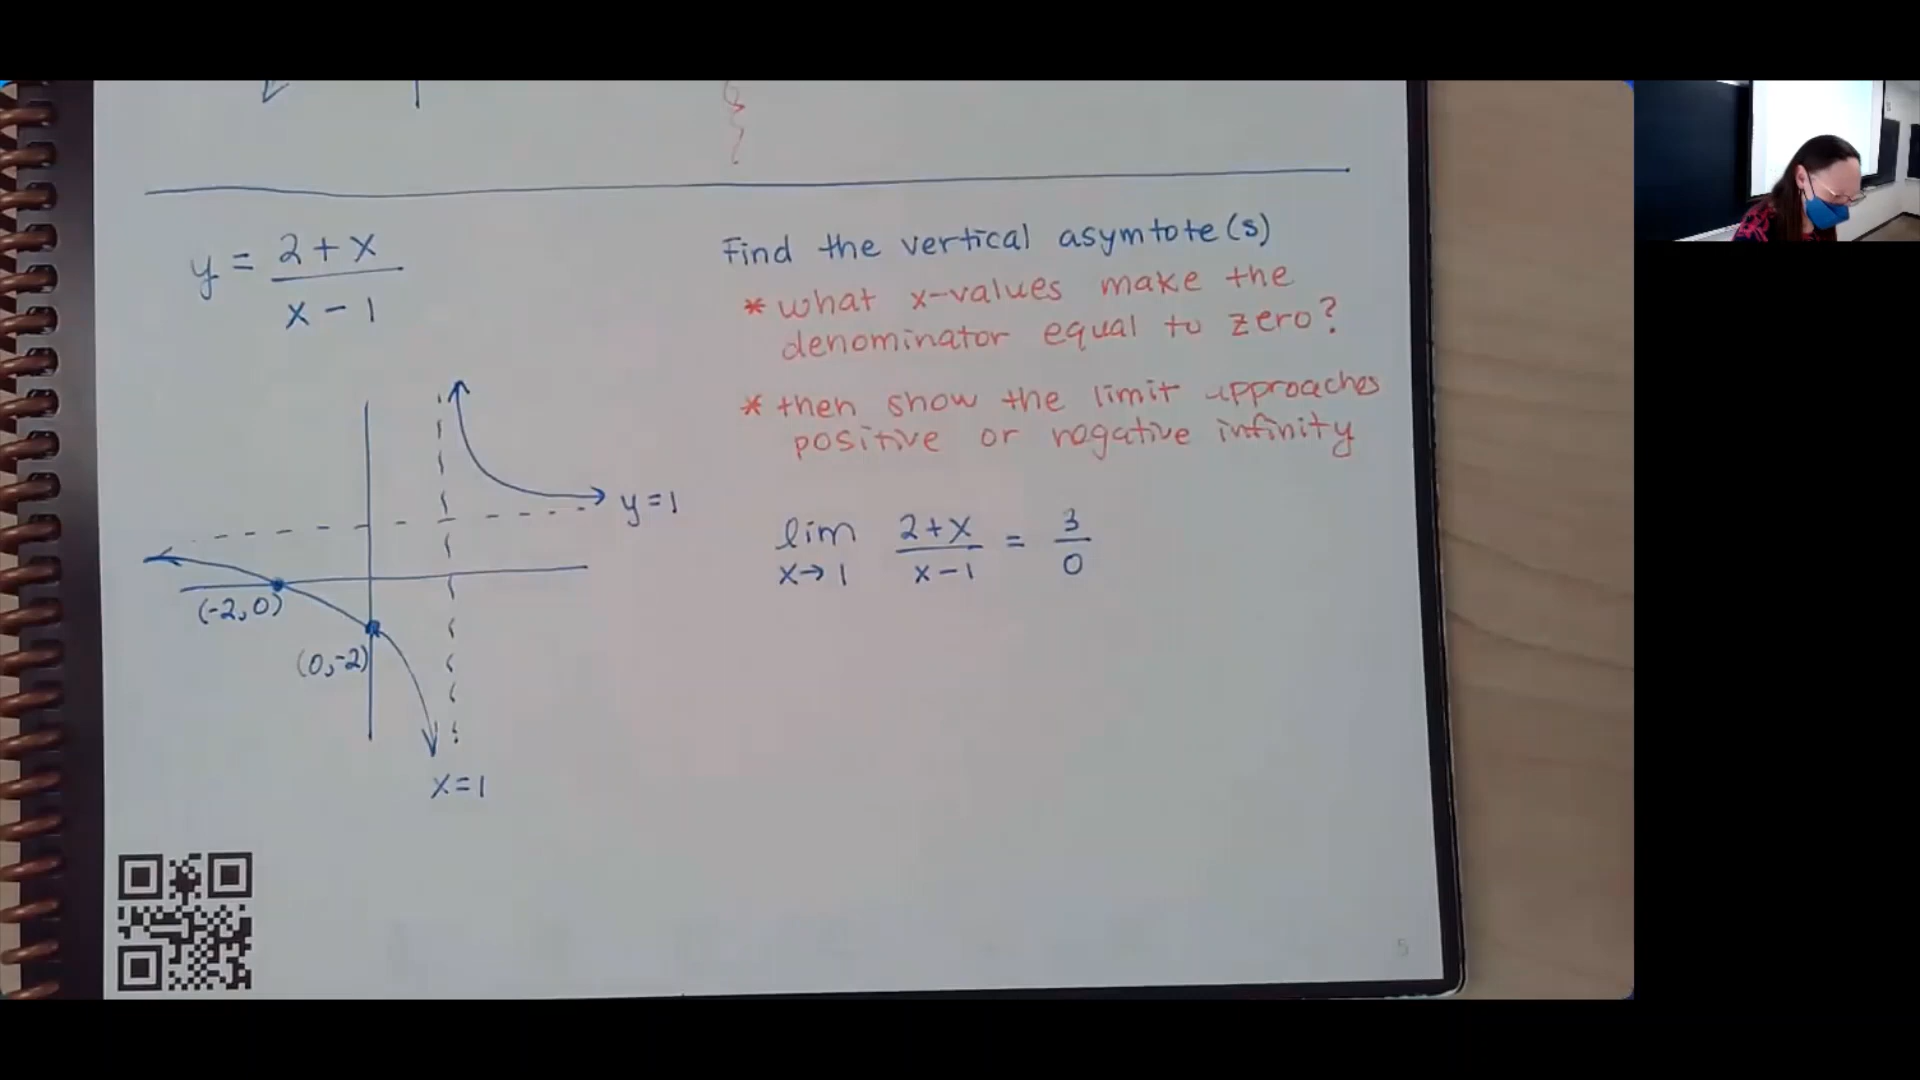 y = 2+x / x-1
Find the vertical asymtote(s)
* what x-values make the
denominator equal to zero?
* then show the limit approaches
positive or negative infinity
y=1
lim x→1 2+x / x-1 = 3/0
(-2,0)
(0,-2)
x=1
5